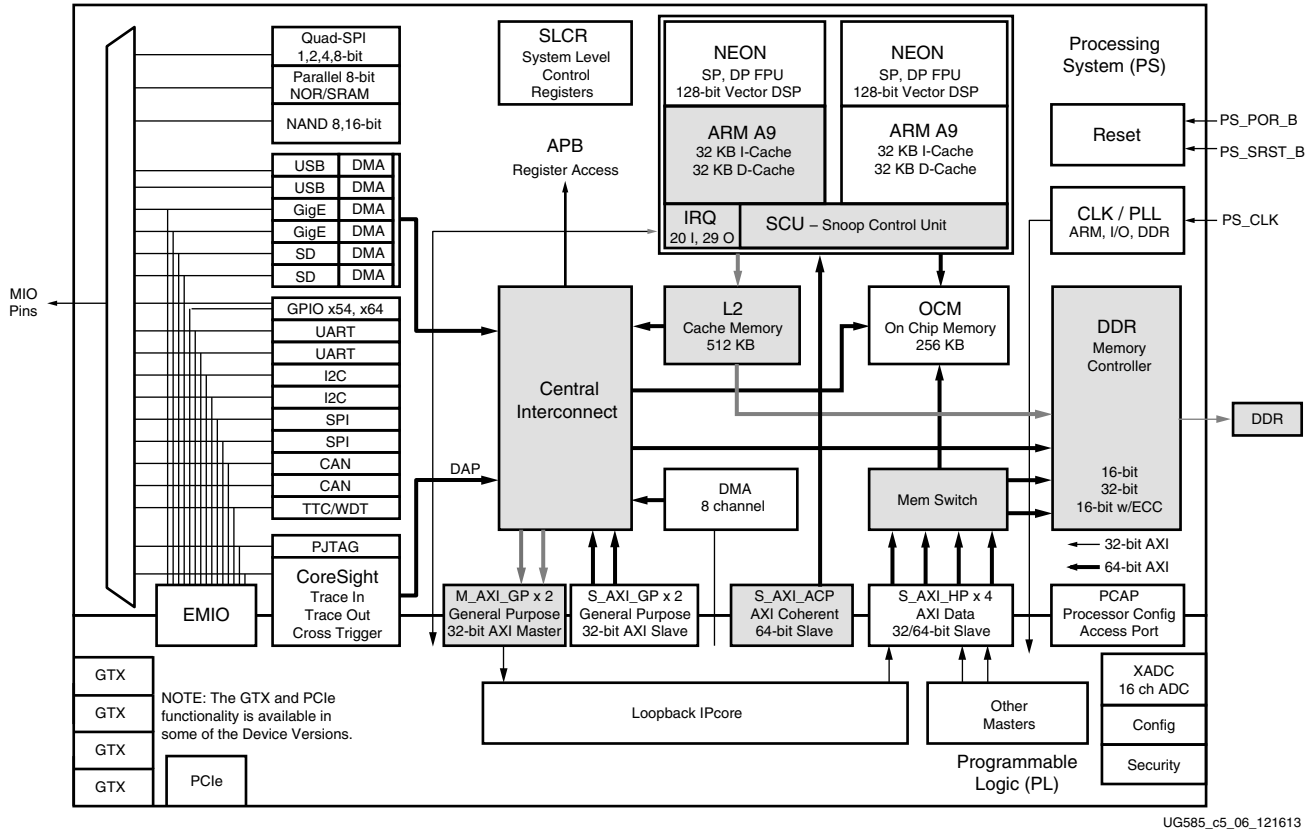 Quad-SPI
1,2,4,8-bit
Parallel 8-bit
NOR/SRAM
NAND 8,16-bit
USB DMA
USB DMA
GigE DMA
GigE DMA
SD DMA
SD DMA
GPIO x54, x64
UART
UART
I2C
I2C
SPI
SPI
CAN
CAN
TTC/WDT
PJTAG
CoreSight
Trace In
Trace Out
Cross Trigger
MIO
Pins
EMIO
SLCR
System Level
Control
Registers
APB
Register Access
NEON
SP, DP FPU
128-bit Vector DSP
NEON
SP, DP FPU
128-bit Vector DSP
ARM A9
32 KB I-Cache
32 KB D-Cache
ARM A9
32 KB I-Cache
32 KB D-Cache
IRQ
20 I, 29 O
SCU – Snoop Control Unit
Processing
System (PS)
Reset
PS_POR_B
PS_SRST_B
CLK / PLL
ARM, I/O, DDR
PS_CLK
L2
Cache Memory
512 KB
OCM
On Chip Memory
256 KB
DDR
Memory
Controller
16-bit
32-bit
16-bit w/ECC
DDR
Central
Interconnect
DAP
DMA
8 channel
Mem Switch
32-bit AXI
64-bit AXI
M_AXI_GP x 2
General Purpose
32-bit AXI Master
S_AXI_GP x 2
General Purpose
32-bit AXI Slave
S_AXI_ACP
AXI Coherent
64-bit Slave
S_AXI_HP x 4
AXI Data
32/64-bit Slave
PCAP
Processor Config
Access Port
GTX
GTX
GTX
GTX
NOTE: The GTX and PCIe
functionality is available in
some of the Device Versions.
PCIe
Loopback IPcore
Other
Masters
Programmable
Logic (PL)
XADC
16 ch ADC
Config
Security
UG585_c5_06_121613